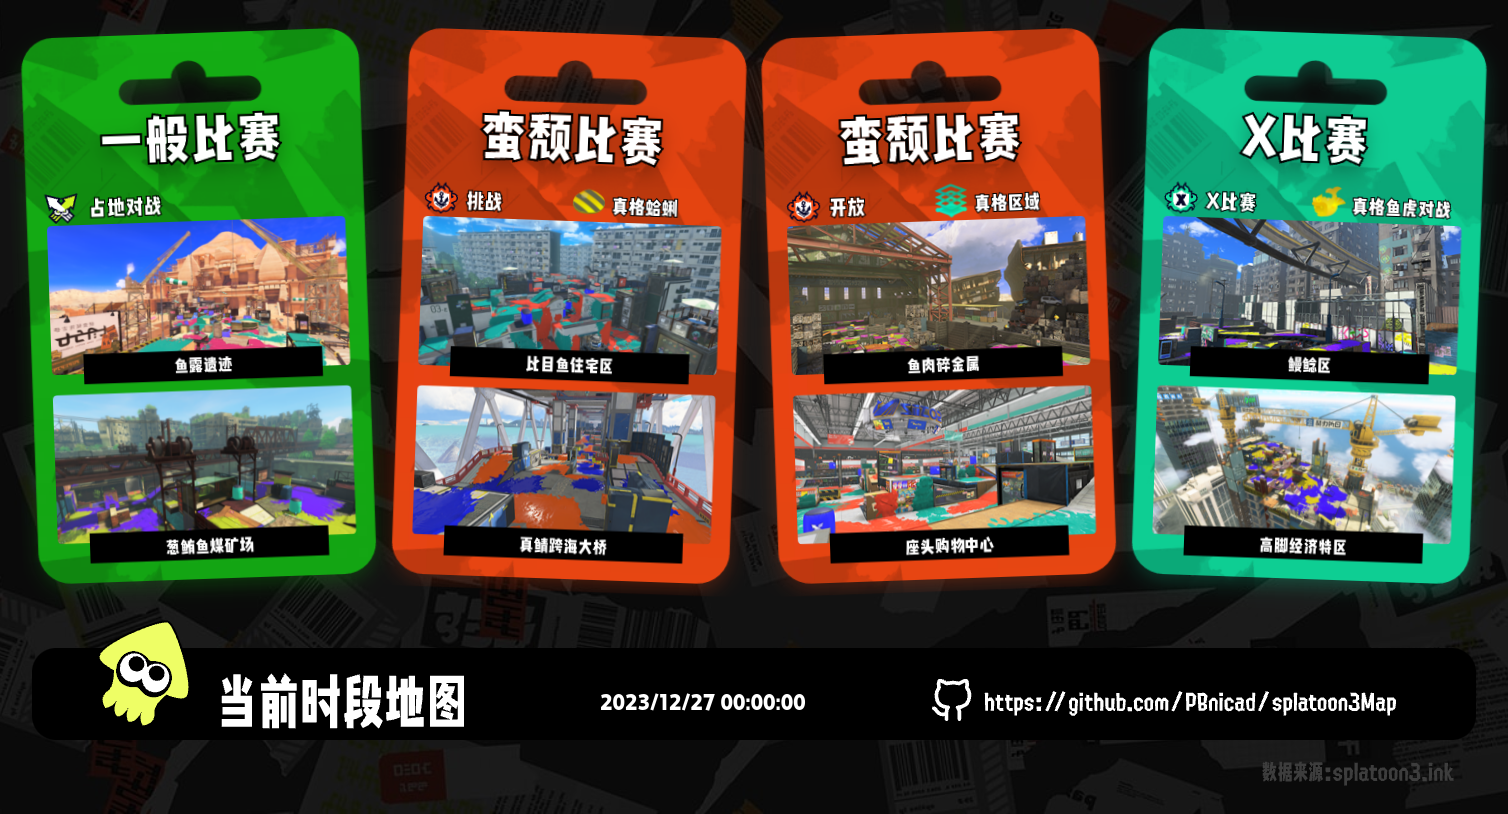 一般比赛
占地对战
鱼露遗迹
葱鲔鱼煤矿场
蛮颓比赛
挑战
真格蛤蜊
比目鱼住宅区
真鲭跨海大桥
蛮颓比赛
开放
真格区域
鱼肉碎金属
座头购物中心
X比赛
X比赛
真格鱼虎对战
鳗鲶区
高脚经济特区
当前时段地图
2023/12/27 00:00:00
https://github.com/PBnicad/splatoon3Map
数据来源:splatoon3.ink